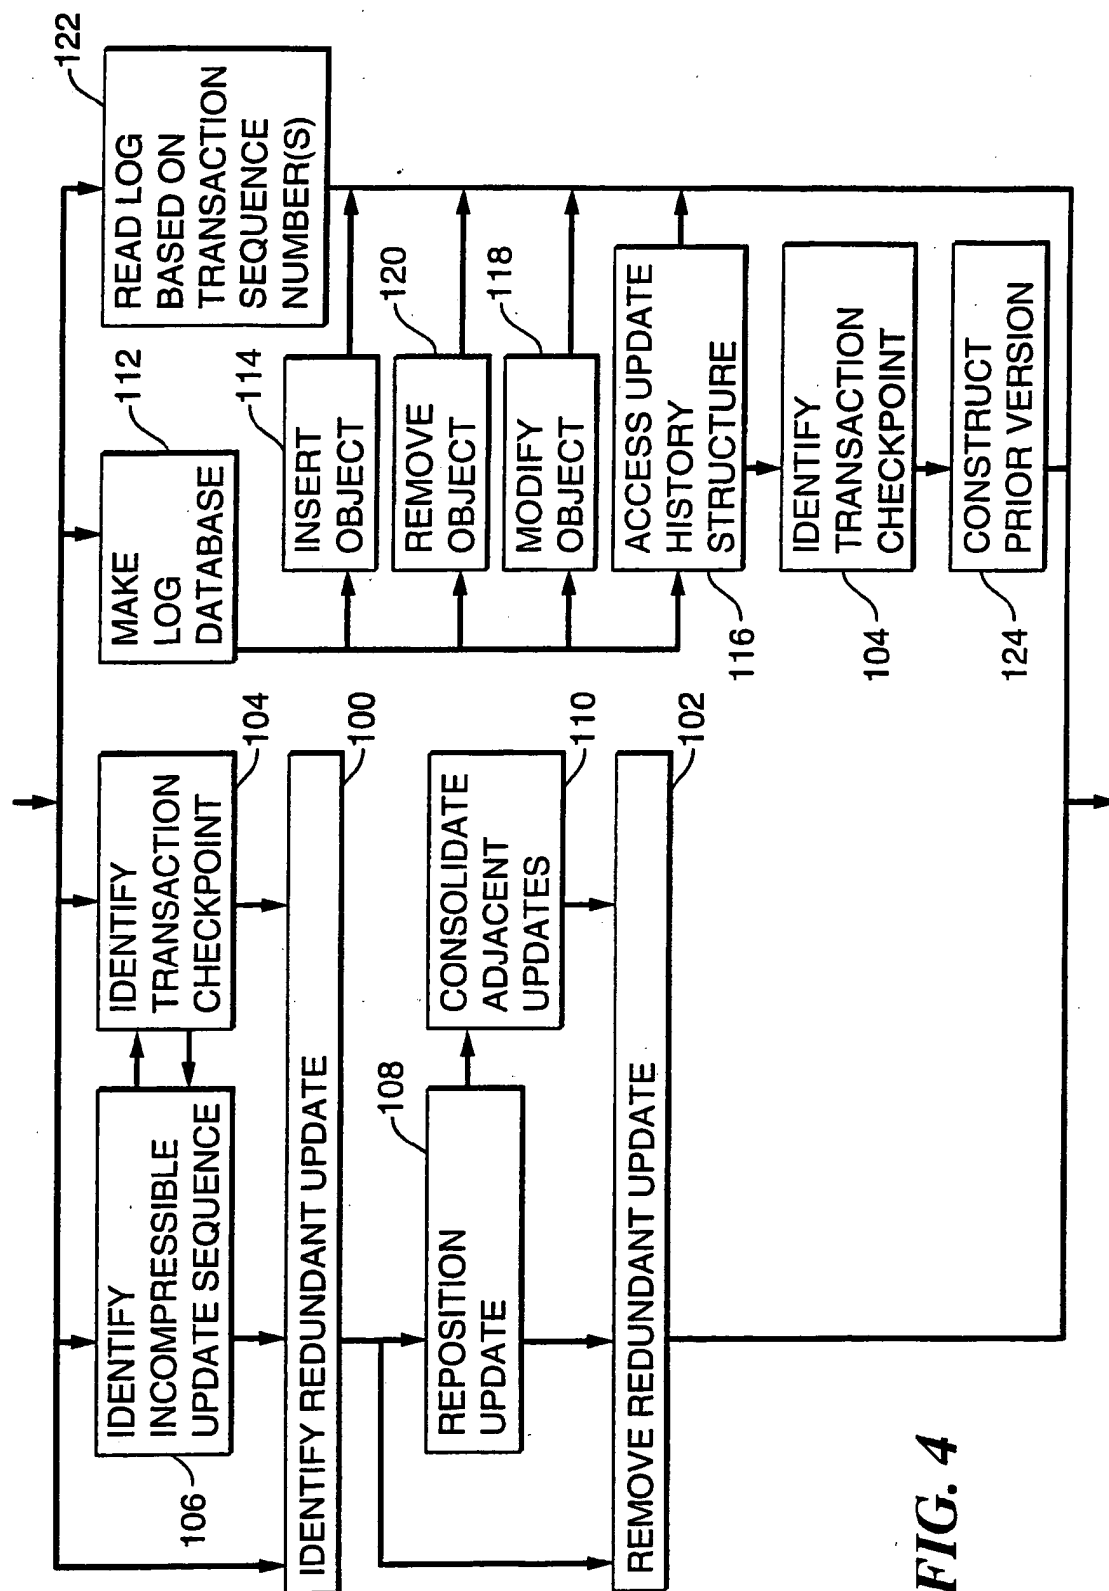 IDENTIFY
INCOMPRESSIBLE
UPDATE SEQUENCE
106
IDENTIFY
TRANSACTION
CHECKPOINT
104
MAKE
LOG
DATABASE
112
READ LOG
BASED ON
TRANSACTION
SEQUENCE
NUMBER(S)
122
IDENTIFY REDUNDANT UPDATE
100
INSERT
OBJECT
114
REPOSITION
UPDATE
108
CONSOLIDATE
ADJACENT
UPDATES
110
REMOVE
OBJECT
120
MODIFY
OBJECT
118
REMOVE REDUNDANT UPDATE
102
ACCESS UPDATE
HISTORY
STRUCTURE
116
IDENTIFY
TRANSACTION
CHECKPOINT
104
CONSTRUCT
PRIOR VERSION
124
FIG. 4